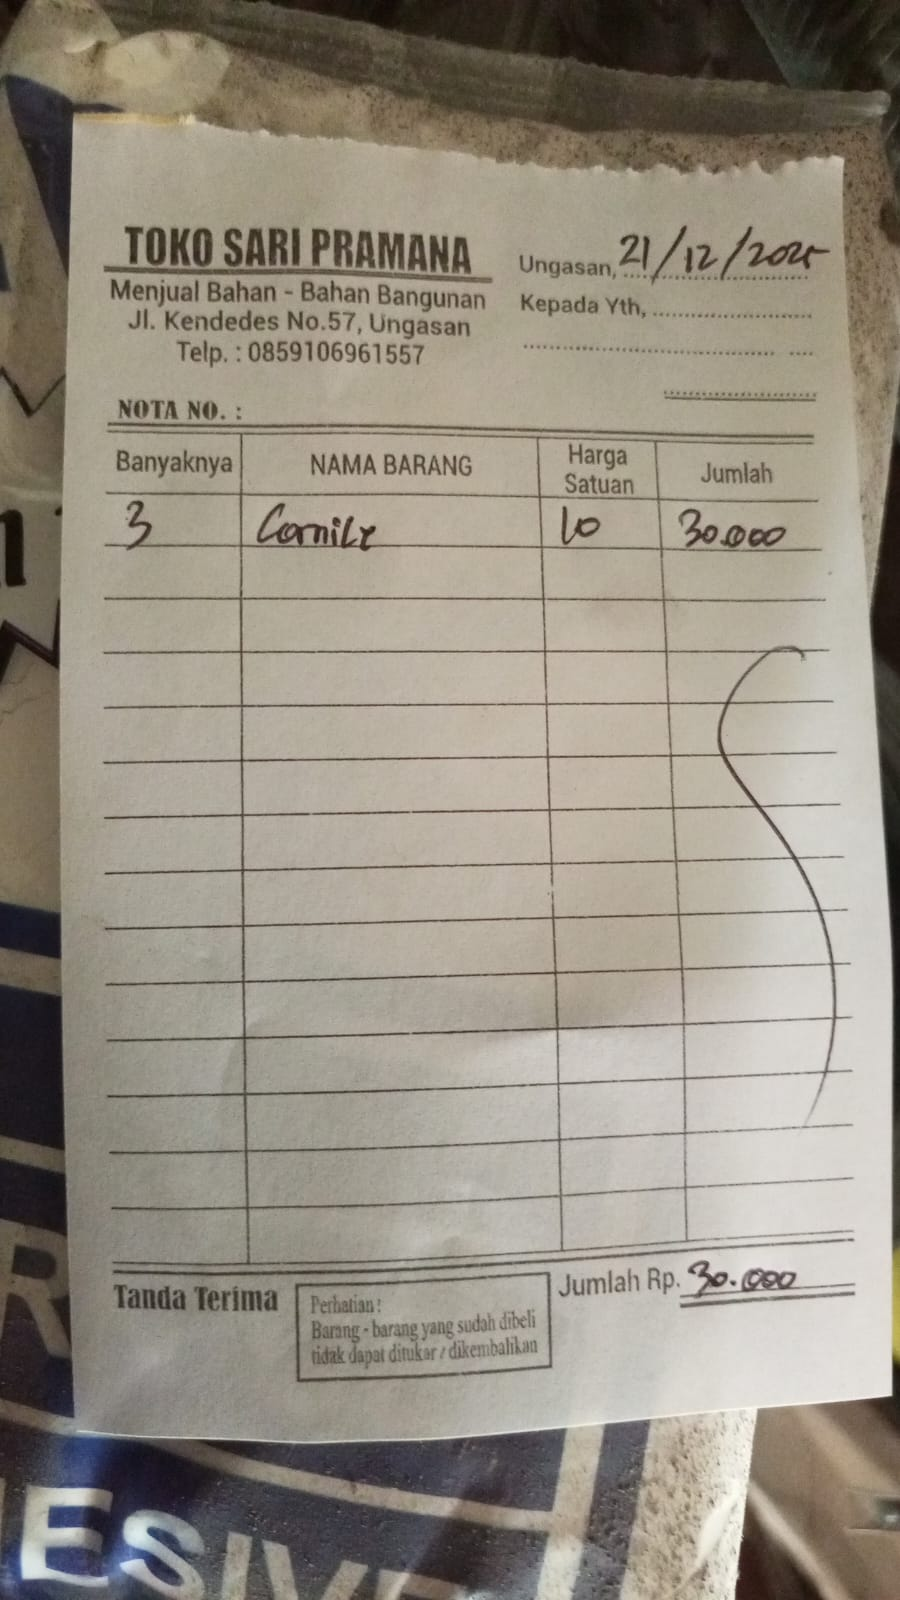 TOKO SARI PRAMANA
Menjual Bahan - Bahan Bangunan
Jl. Kendedes No.57, Ungasan
Telp. : 0859106961557
Ungasan, 21/12/2025
Kepada Yth,
NOTA NO. :
Banyaknya NAMA BARANG Harga Satuan Jumlah
3 10 30.000
Tanda Terima
Perhatian !
Barang - barang yang sudah dibeli
tidak dapat ditukar / dikembalikan
Jumlah Rp. 30.000
ESIVE